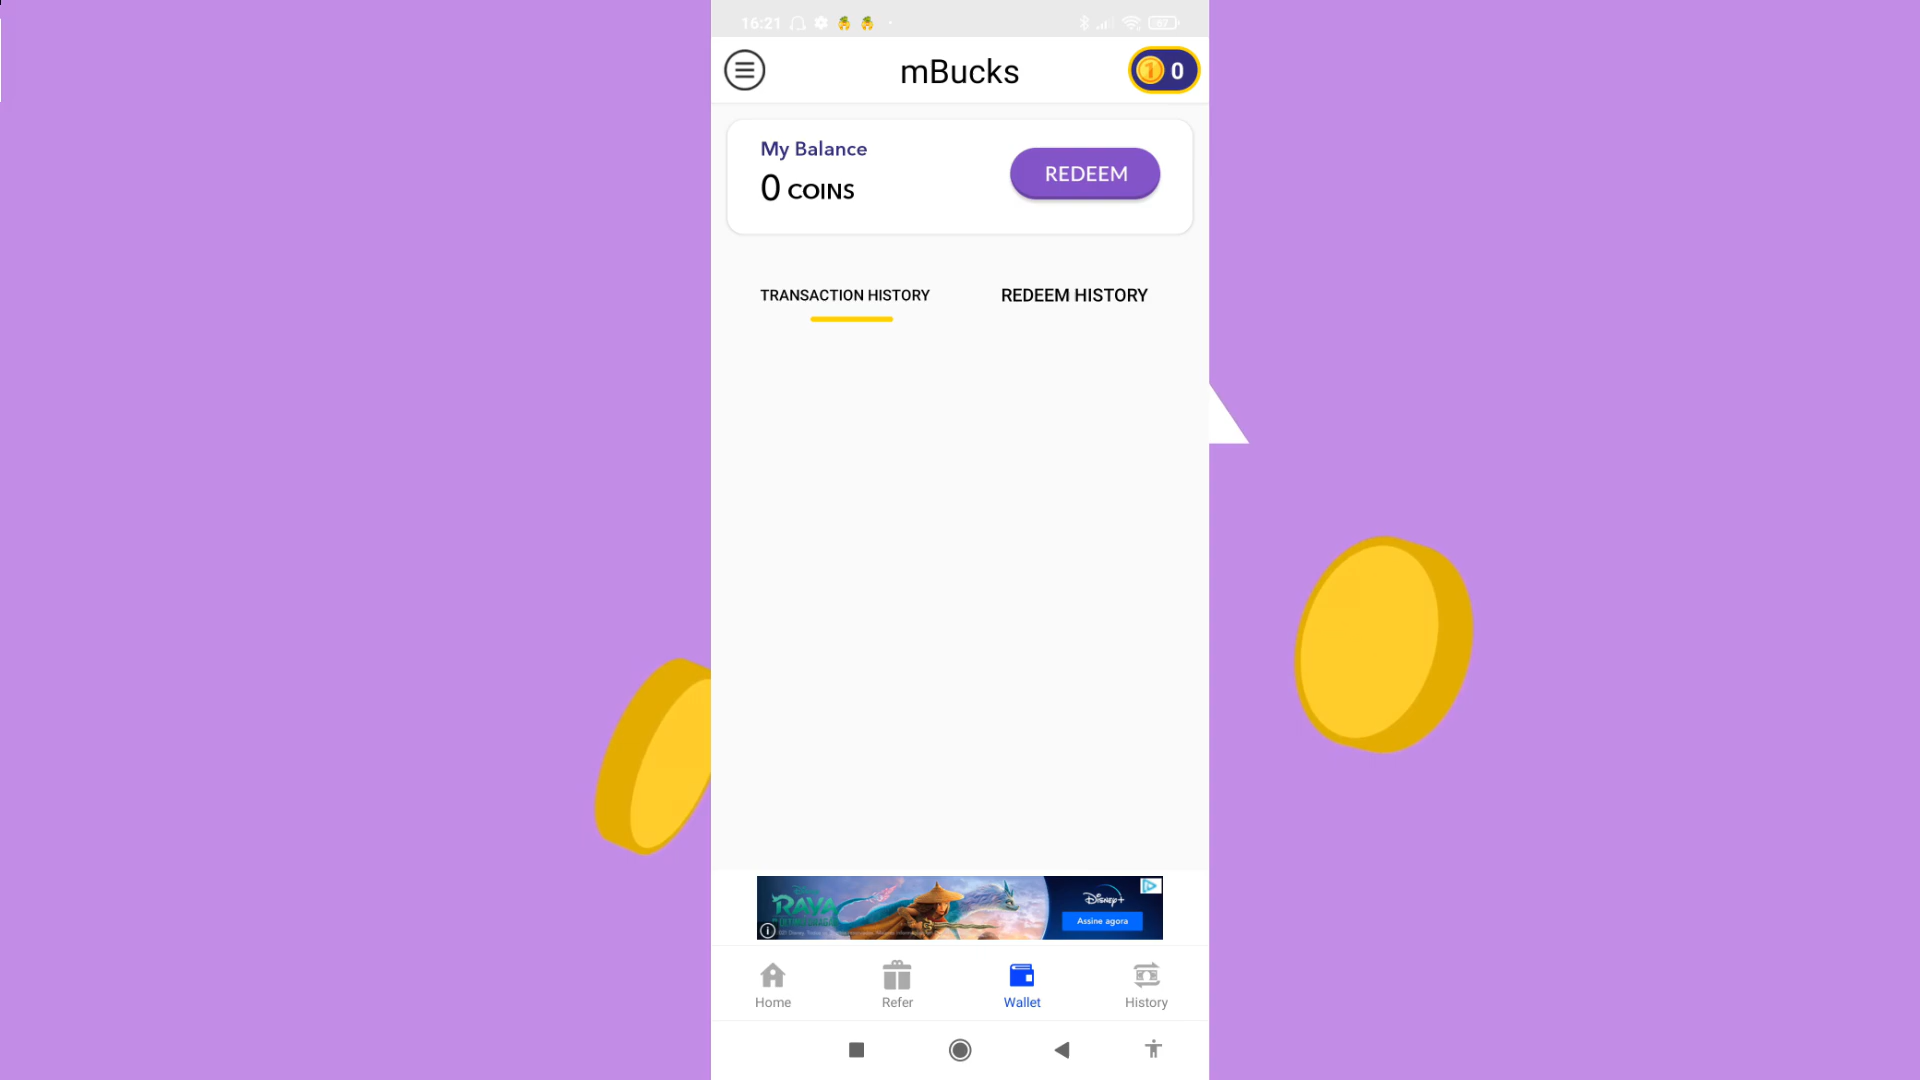 16:21
mBucks
1 0
My Balance
0 COINS
REDEEM
TRANSACTION HISTORY
REDEEM HISTORY
RAYA
Disney+
Assine agora
Home
Refer
Wallet
History